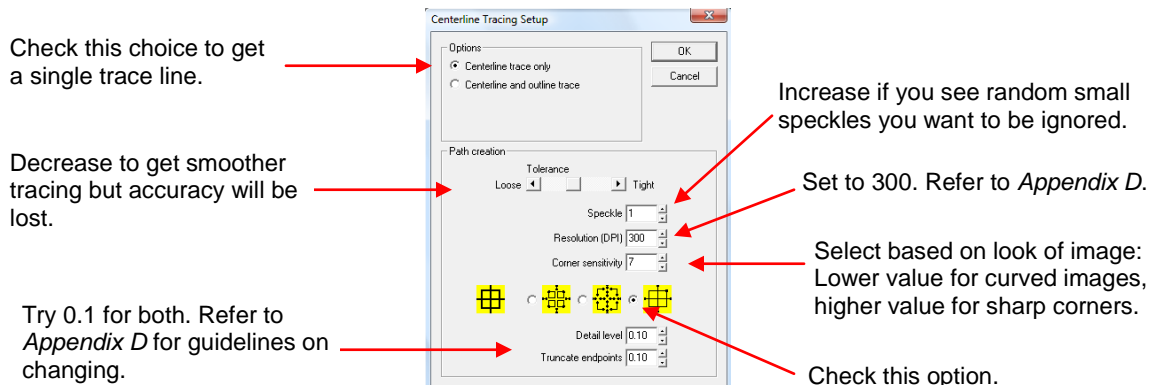 Centerline Tracing Setup
Check this choice to get
a single trace line.
Options
Centerline trace only
Centerline and outline trace
OK
Cancel
Increase if you see random small
speckles you want to be ignored.
Decrease to get smoother
tracing but accuracy will be
lost.
Path creation
Tolerance
Loose
Tight
Set to 300. Refer to Appendix D.
Speckle 1
Resolution (DPI) 300
Corner sensitivity 7
Select based on look of image:
Lower value for curved images,
higher value for sharp corners.
Try 0.1 for both. Refer to
Appendix D for guidelines on
changing.
Detail level 0.10
Truncate endpoints 0.10
Check this option.